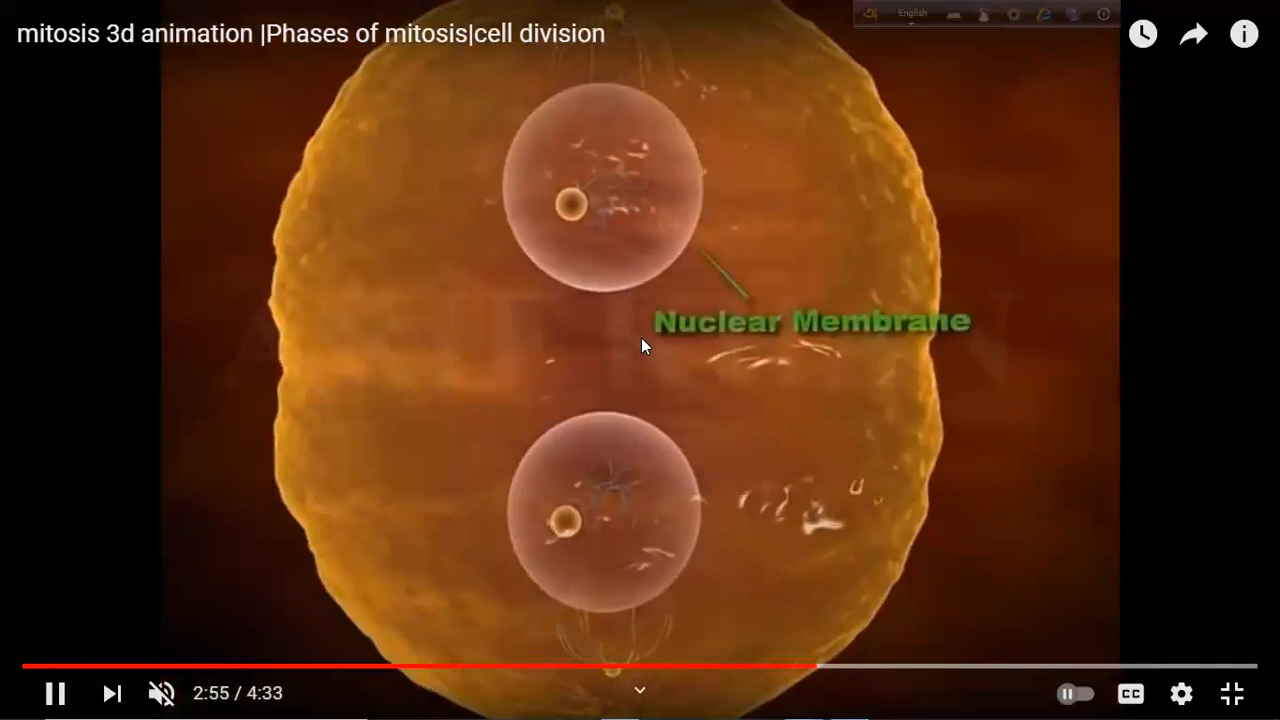 mitosis 3d animation |Phases of mitosis|cell division
English
Nuclear Membrane
2:55 / 4:33
CC